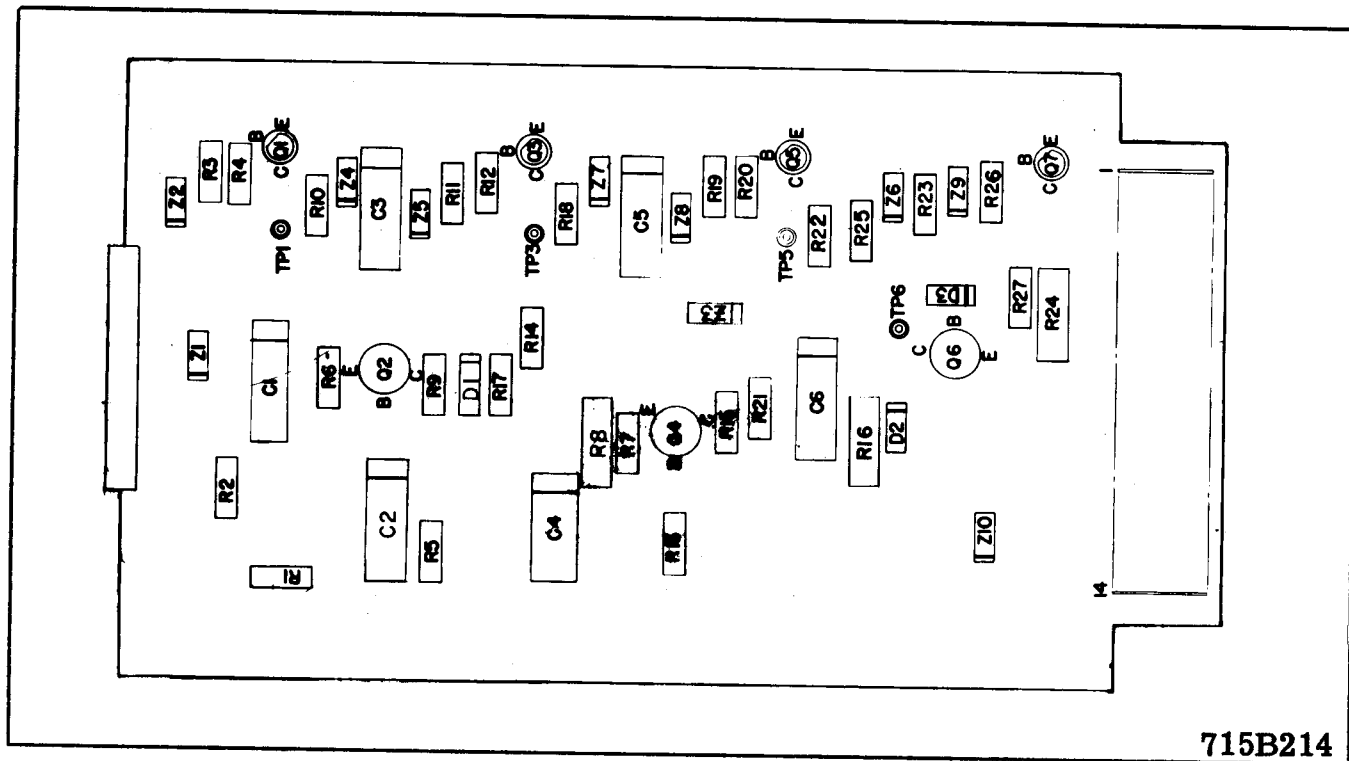 B
E
Q1
C
R3
R4
Z2
R10
Z4
C3
Z5
R11
R12
TP1
B
E
Q3
C
TP3
R18
Z7
C5
Z8
R19
R20
B
E
Q5
C
TP5
R22
R25
Z6
R23
Z9
R26
B
E
Q7
C
1
Z1
C1
R6
E
Q2
B
C
R9
D1
R17
R14
Z3
R8
R7
E
Q4
B
C
R21
C6
R16
D2
TP6
D3
B
C
Q6
E
R27
R24
R2
R1
C2
R5
C4
Z10
14
715B214